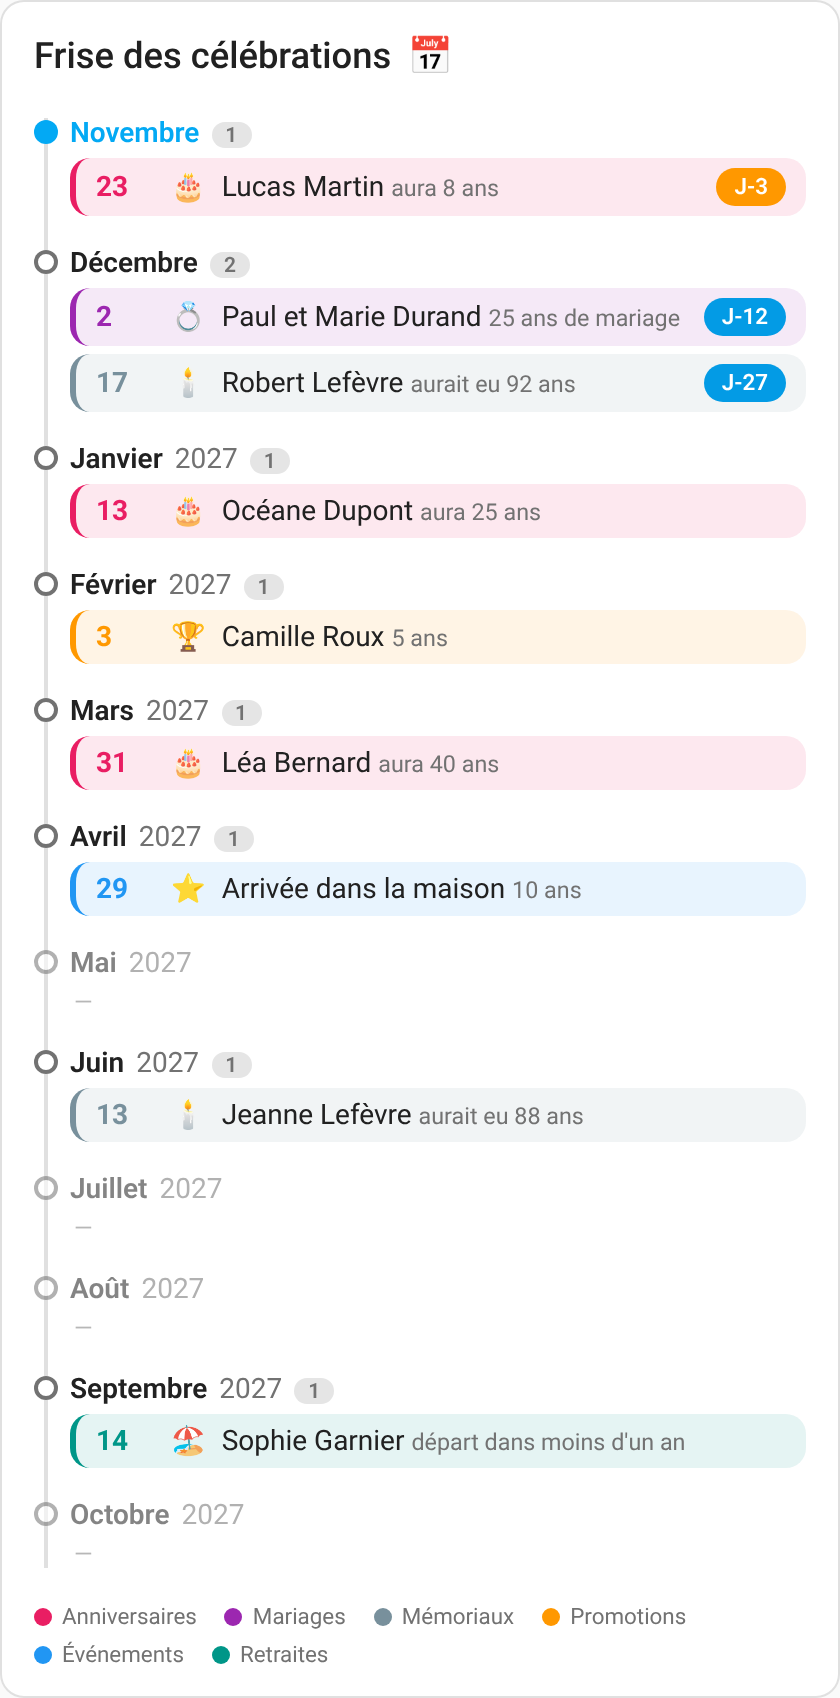 Frise des célébrations July 17
Novembre 1
23 Lucas Martin aura 8 ans J-3
Décembre 2
2 Paul et Marie Durand 25 ans de mariage J-12
17 Robert Lefèvre aurait eu 92 ans J-27
Janvier 2027 1
13 Océane Dupont aura 25 ans
Février 2027 1
3 Camille Roux 5 ans
Mars 2027 1
31 Léa Bernard aura 40 ans
Avril 2027 1
29 Arrivée dans la maison 10 ans
Mai 2027
—
Juin 2027 1
13 Jeanne Lefèvre aurait eu 88 ans
Juillet 2027
—
Août 2027
—
Septembre 2027 1
14 Sophie Garnier départ dans moins d'un an
Octobre 2027
—
Anniversaires Mariages Mémoriaux Promotions
Événements Retraites